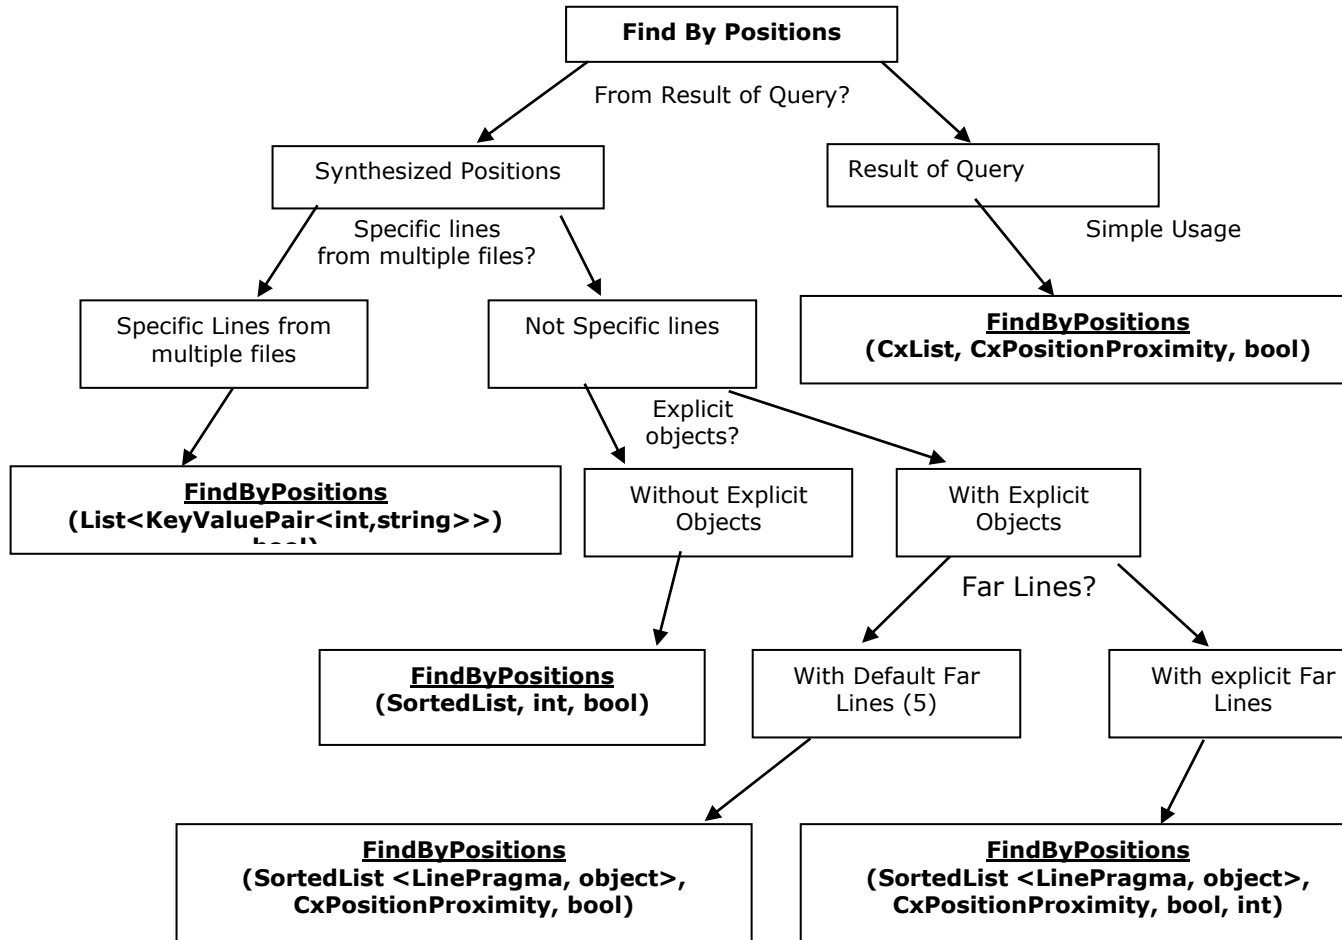 Find By Positions
From Result of Query?
Synthesized Positions
Result of Query
Specific lines
from multiple files?
Simple Usage
Specific Lines from
multiple files
Not Specific lines
FindByPositions
(CxList, CxPositionProximity, bool)
Explicit
objects?
FindByPositions
(List<KeyValuePair<int,string>>)
bool)
Without Explicit
Objects
With Explicit
Objects
Far Lines?
FindByPositions
(SortedList, int, bool)
With Default Far
Lines (5)
With explicit Far
Lines
FindByPositions
(SortedList <LinePragma, object>,
CxPositionProximity, bool)
FindByPositions
(SortedList <LinePragma, object>,
CxPositionProximity, bool, int)